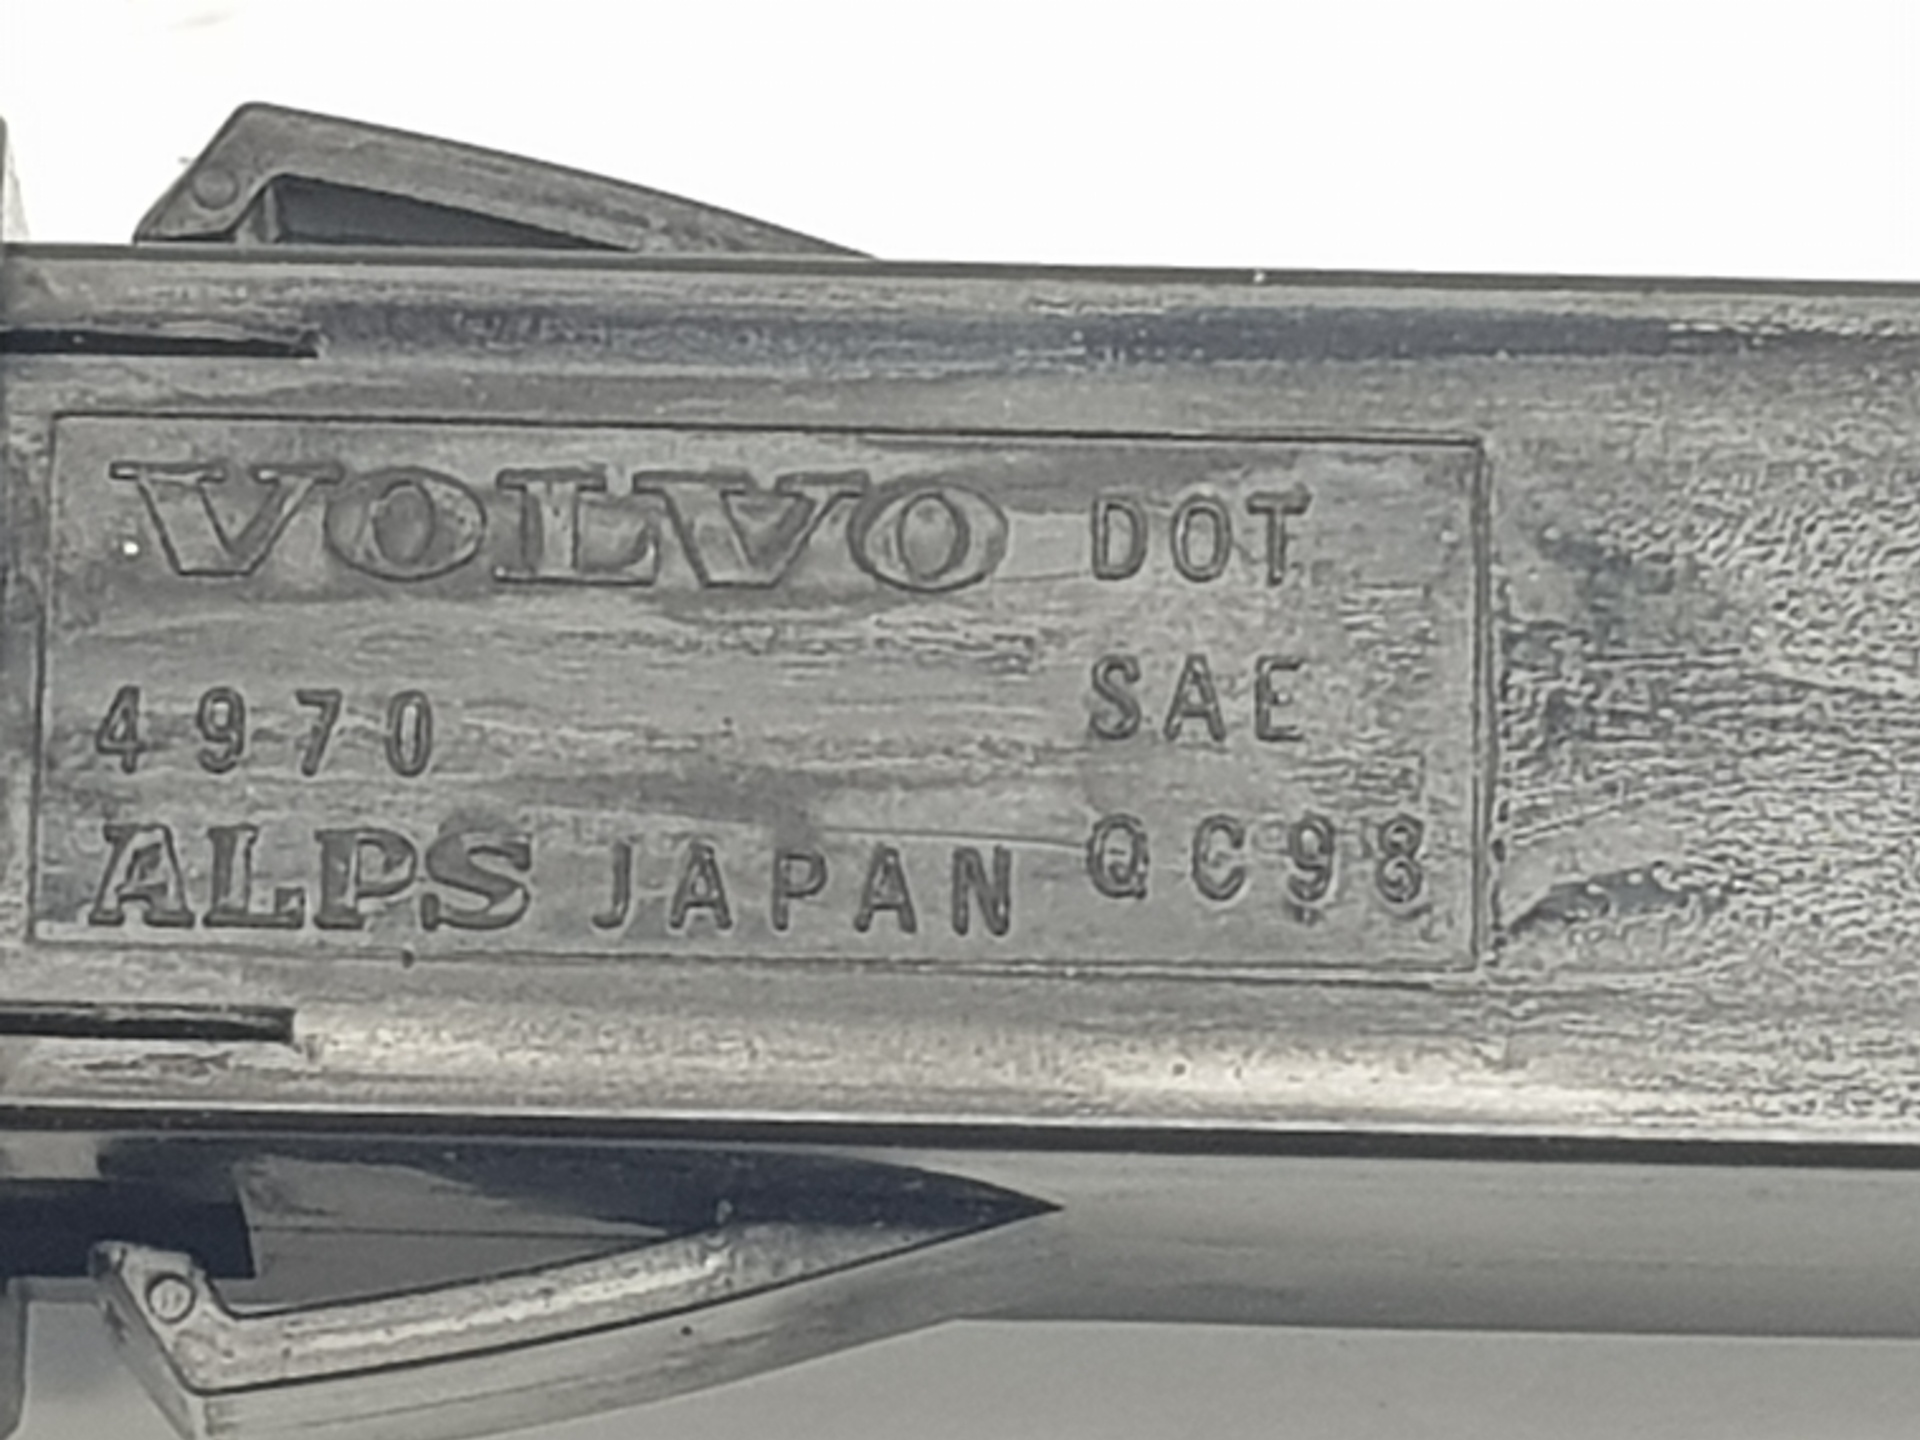 VOLVO DOT
SAE
4970
ALPS JAPAN QC98